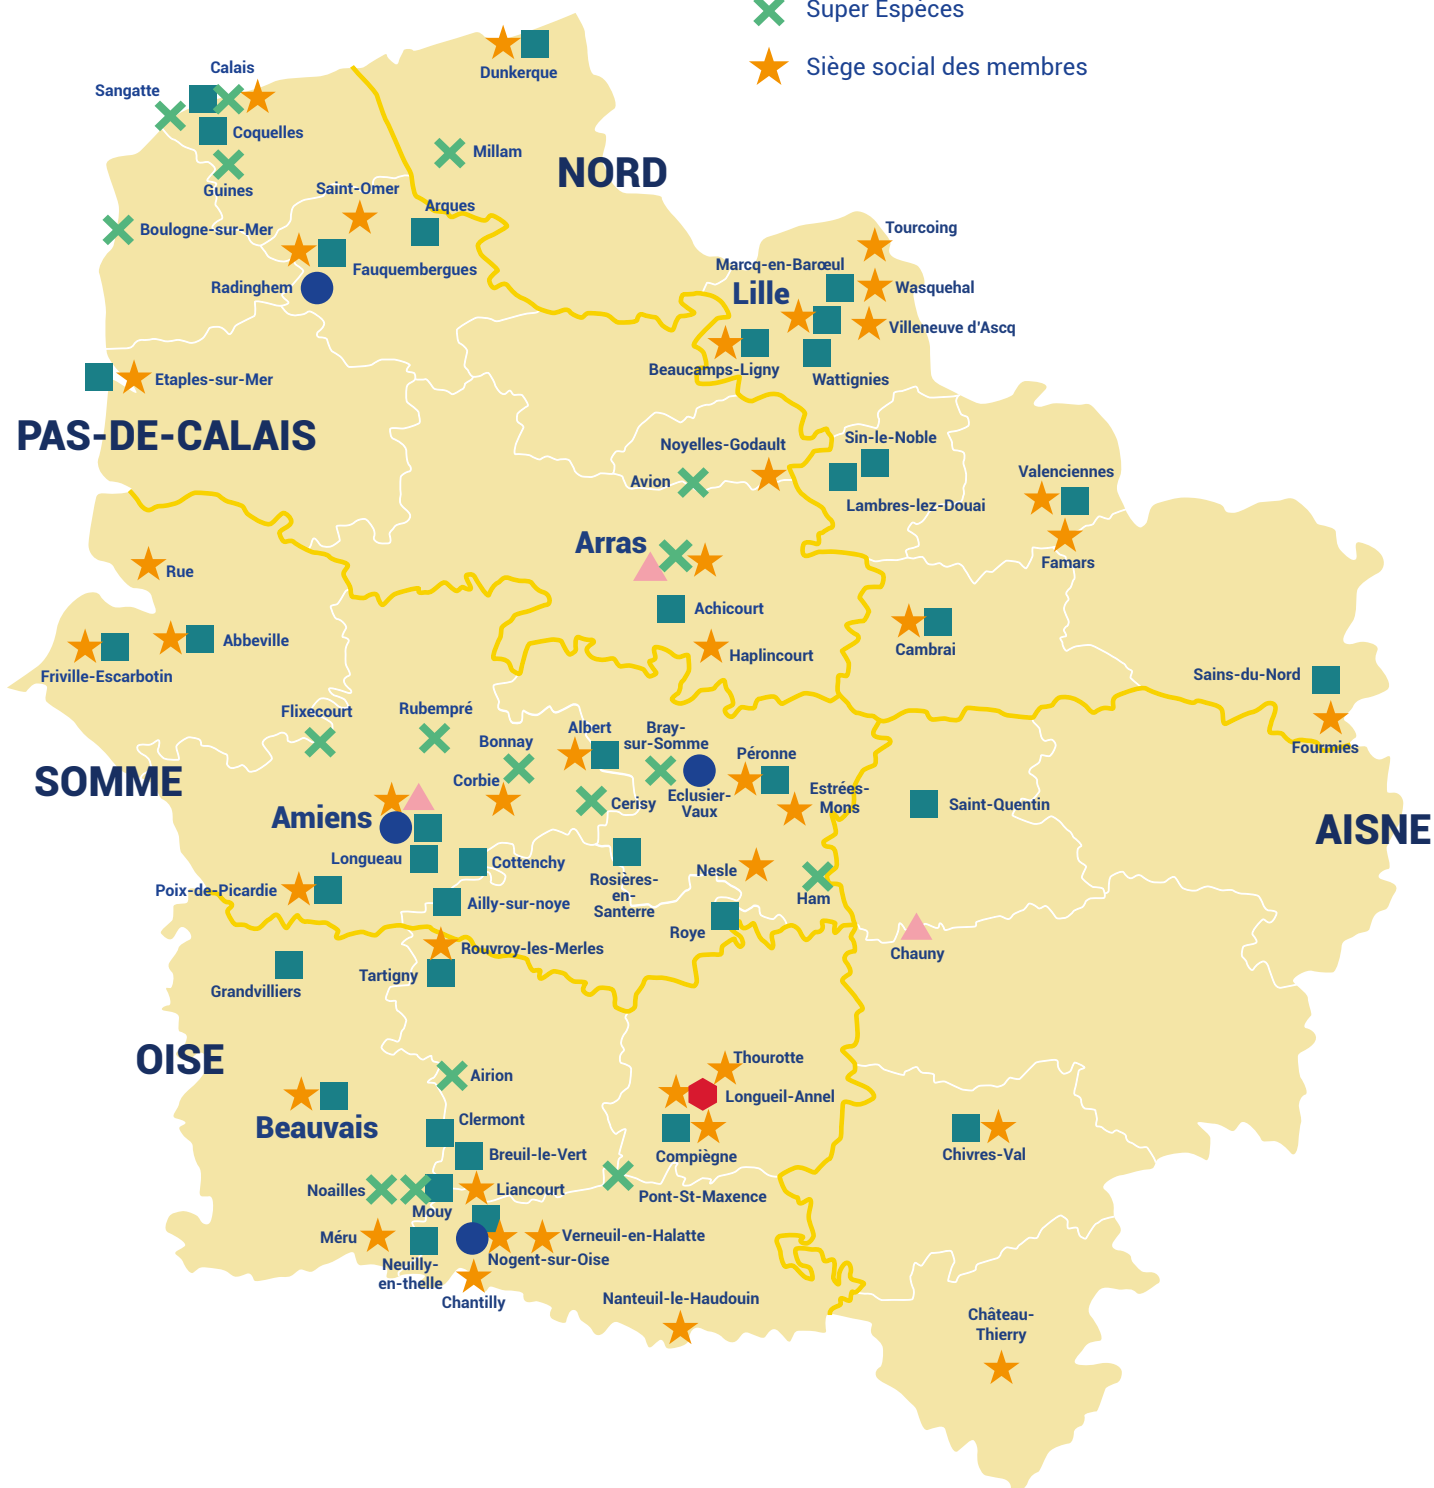 Super Espèces
Siège social des membres
Dunkerque
Calais
Sangatte
Coquelles
Millam
NORD
Guines
Saint-Omer
Arques
Boulogne-sur-Mer
Tourcoing
Fauquembergues
Marcq-en-Barœul
Radinghem
Lille
Wasquehal
Villeneuve d'Ascq
Beaucamps-Ligny
Wattignies
Etaples-sur-Mer
PAS-DE-CALAIS
Noyelles-Godault
Sin-le-Noble
Avion
Valenciennes
Lambres-lez-Douai
Arras
Famars
Rue
Achicourt
Abbeville
Haplincourt
Cambrai
Friville-Escarbotin
Sains-du-Nord
Flixecourt
Rubempré
Albert
Bray-
sur-Somme
Bonnay
Péronne
Fourmies
SOMME
Corbie
Cerisy
Eclusier-
Vaux
Estrées-
Mons
Saint-Quentin
Amiens
AISNE
Longueau
Cottenchy
Rosières-
en-
Santerre
Nesle
Poix-de-Picardie
Ailly-sur-noye
Ham
Roye
Rouvroy-les-Merles
Chauny
Tartigny
Grandvilliers
OISE
Thourotte
Airion
Longueil-Annel
Clermont
Beauvais
Breuil-le-Vert
Compiègne
Chivres-Val
Noailles
Liancourt
Pont-St-Maxence
Mouy
Méru
Verneuil-en-Halatte
Neuilly-
en-thelle
Nogent-sur-Oise
Chantilly
Nanteuil-le-Haudouin
Château-
Thierry